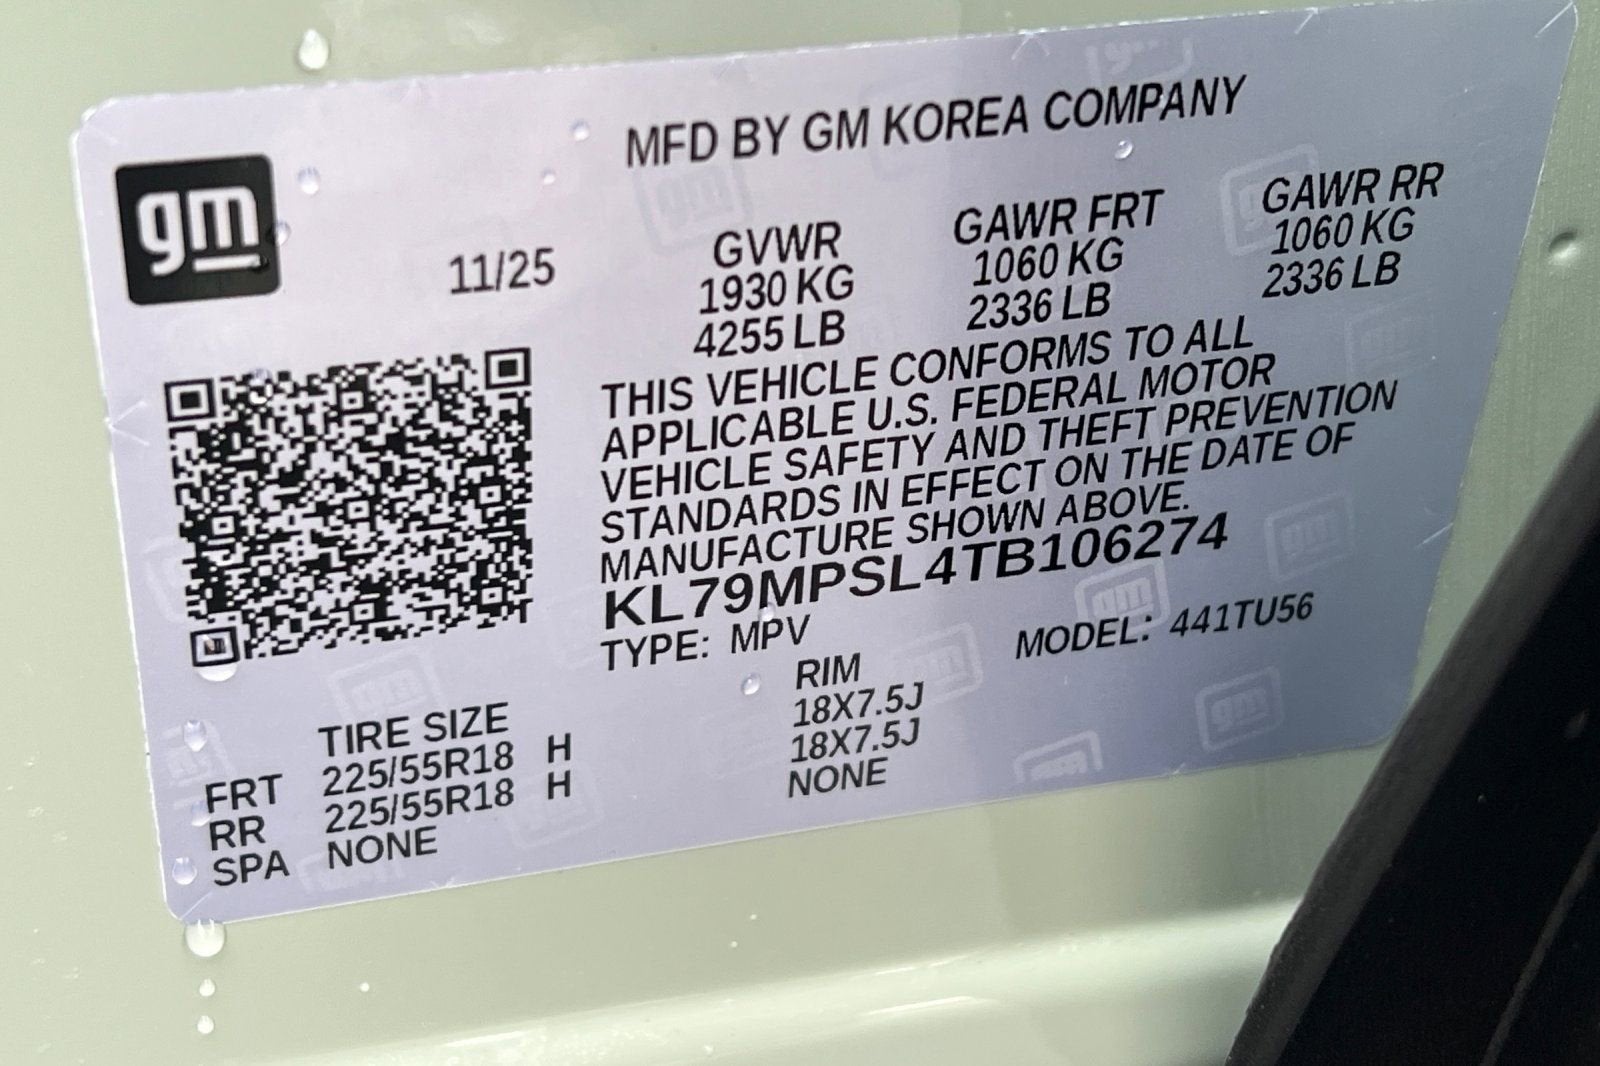 gm
MFD BY GM KOREA COMPANY
11/25
GVWR GAWR FRT GAWR RR
1930 KG 1060 KG 1060 KG
4255 LB 2336 LB 2336 LB
THIS VEHICLE CONFORMS TO ALL
APPLICABLE U.S. FEDERAL MOTOR
VEHICLE SAFETY AND THEFT PREVENTION
STANDARDS IN EFFECT ON THE DATE OF
MANUFACTURE SHOWN ABOVE.
KL79MPSL4TB106274
TYPE: MPV MODEL: 441TU56
TIRE SIZE RIM
FRT 225/55R18 H 18X7.5J
RR 225/55R18 H 18X7.5J
SPA NONE NONE